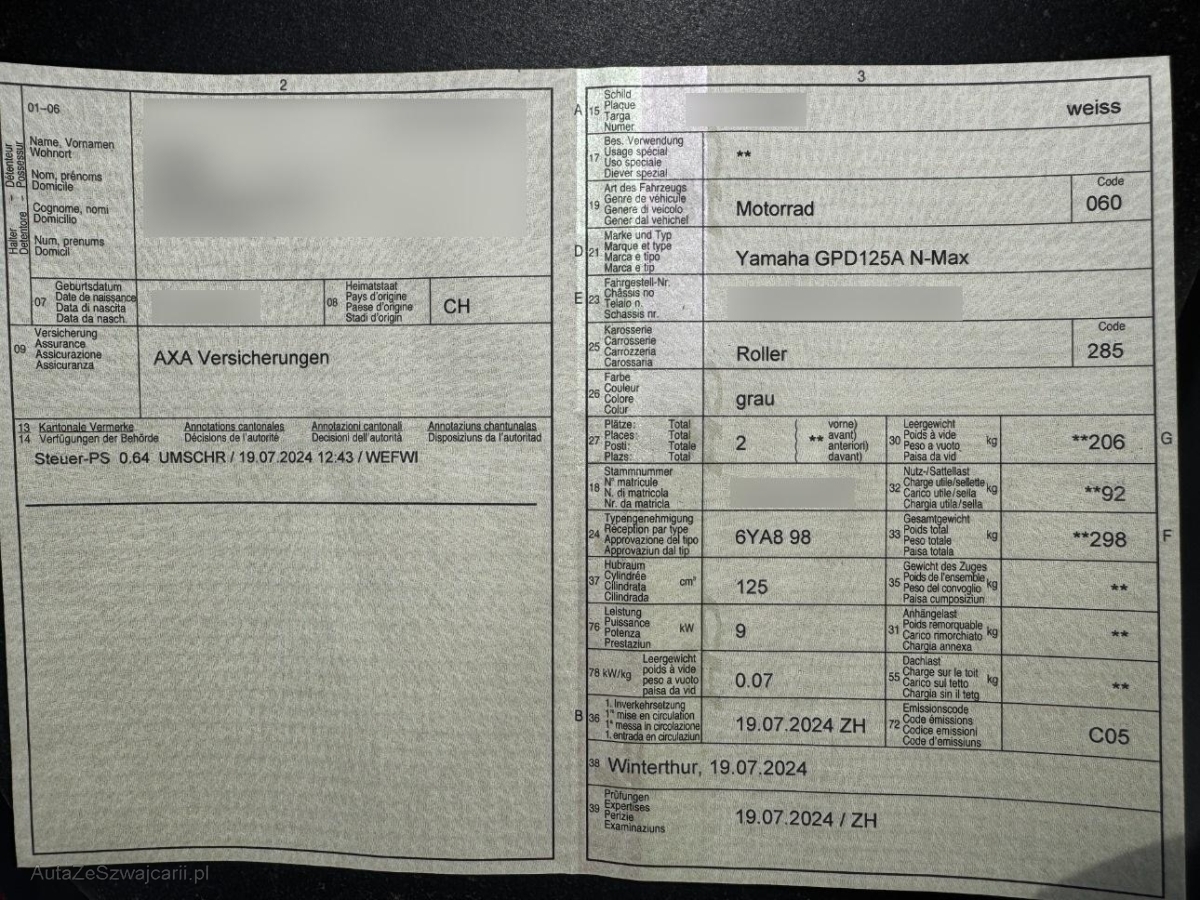 2
01–06
Halter – Détenteur
Detentore – Possessur
Name, Vornamen
Wohnort
Nom, prénoms
Domicile
Cognome, nomi
Domicilio
Num, prenums
Domicil
07
Geburtsdatum
Date de naissance
Data di nascita
Data da nasch.
08
Heimatstaat
Pays d'origine
Paese d'origine
Stadi d'origin
CH
09
Versicherung
Assurance
Assicurazione
Assicuranza
AXA Versicherungen
13 Kantonale Vermerke Annotations cantonales Annotazioni cantonali Annotaziuns chantunalas
14 Verfügungen der Behörde Décisions de l'autorité Decisioni dell'autorità Disposiziuns da l'autoritad
Steuer-PS 0.64 UMSCHR / 19.07.2024 12:43 / WEFWI
3
A 15
Schild
Plaque
Targa
Numer
weiss
17
Bes. Verwendung
Usage spécial
Uso speciale
Diever spezial
**
19
Art des Fahrzeugs
Genre de véhicule
Genere di veicolo
Gener dal vehichel
Motorrad
Code
060
D 21
Marke und Typ
Marque et type
Marca e tipo
Marca e tip
Yamaha GPD125A N-Max
E 23
Fahrgestell-Nr.
Châssis no
Telaio n.
Schassis nr.
25
Karosserie
Carrosserie
Carrozzeria
Carossaria
Roller
Code
285
26
Farbe
Couleur
Colore
Colur
grau
27
Plätze: Total
Places: Total
Posti: Totale
Plazs: Total
2
**
vorne)
avant)
anteriori)
davant)
30
Leergewicht
Poids à vide
Peso a vuoto
Paisa da vid
kg
**206
G
18
Stammnummer
N° matricule
N. di matricola
Nr. da matricla
32
Nutz-/Sattellast
Charge utile/sellette
Carico utile/sella
Chargia utila/sella
kg
**92
24
Typengenehmigung
Réception par type
Approvazione del tipo
Approvaziun dal tip
6YA8 98
33
Gesamtgewicht
Poids total
Peso totale
Paisa totala
kg
**298
F
37
Hubraum
Cylindrée
Cilindrata
Cilindrada
cm³
125
35
Gewicht des Zuges
Poids de l'ensemble
Peso del convoglio
Paisa cumposiziun
kg
**
76
Leistung
Puissance
Potenza
Prestaziun
kW
9
31
Anhängelast
Poids remorquable
Carico rimorchiato
Chargia annexa
kg
**
78 kW/kg
Leergewicht
poids à vide
peso a vuoto
paisa da vid
0.07
55
Dachlast
Charge sur le toit
Carico sul tetto
Chargia sin il tetg
kg
**
B 36
1. Inverkehrsetzung
1re mise en circulation
1a messa in circolazione
1. entrada en circulaziun
19.07.2024 ZH
72
Emissionscode
Code émissions
Codice emissioni
Code d'emissiuns
C05
38 Winterthur, 19.07.2024
39
Prüfungen
Expertises
Perizie
Examinaziuns
19.07.2024 / ZH
AutaZeSzwajcarii.pl